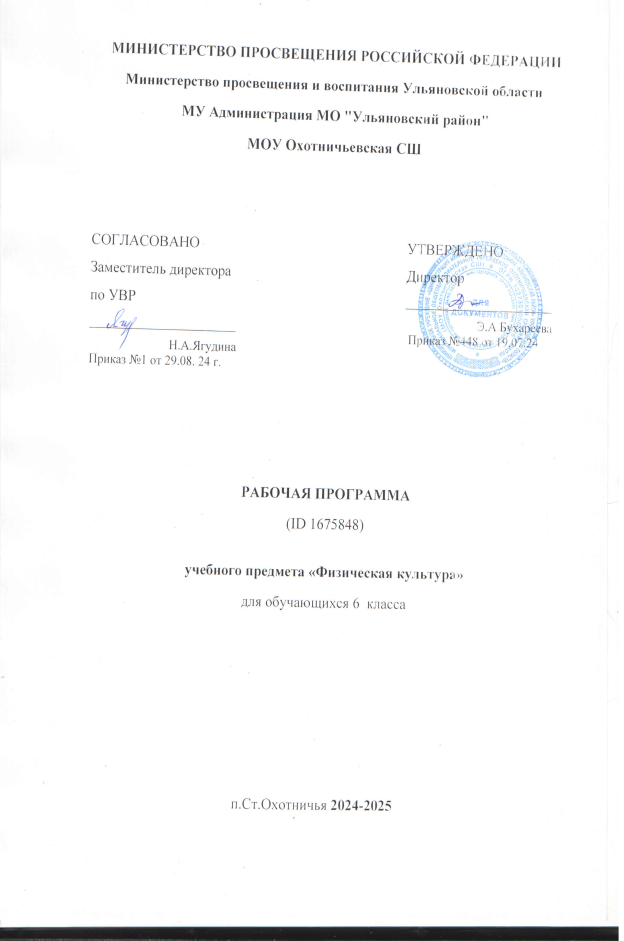 МИНИСТЕРСТВО ПРОСВЕЩЕНИЯ РОССИЙСКОЙ ФЕДЕРАЦИИ
Министерство просвещения и воспитания Ульяновской области
МУ Администрация МО "Ульяновский район"
МОУ Охотничьевская СШ
СОГЛАСОВАНО
Заместитель директора
по УВР
Н.А.Ягудина
Приказ №1 от 29.08. 24 г.
УТВЕРЖДЕНО
Директор
ДЛЯ
ДОКУМЕНТОВ
Э.А Бухареева
Приказ №448 от 19.07.24
РАБОЧАЯ ПРОГРАММА
(ID 1675848)
учебного предмета «Физическая культура»
для обучающихся 6 класса
п.Ст.Охотничья 2024-2025